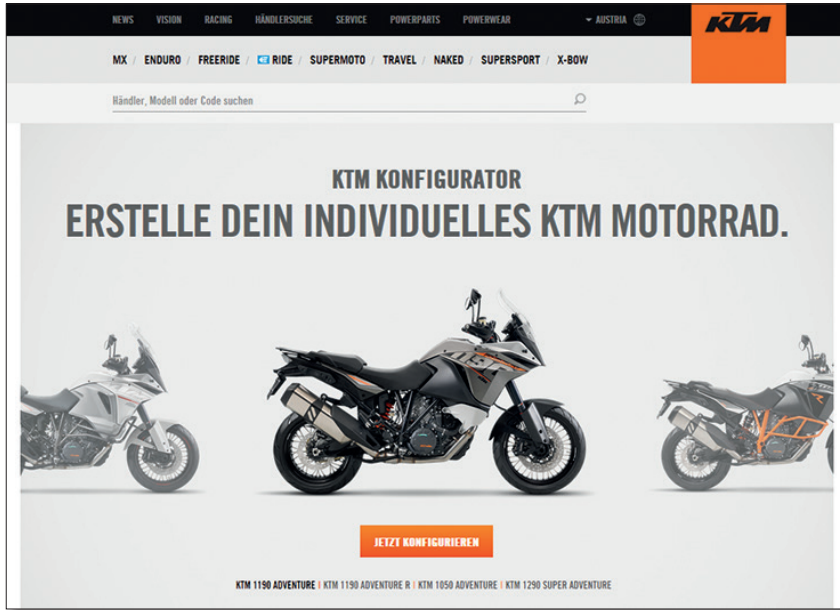 NEWS VISION RACING HÄNDLERSUCHE SERVICE POWERPARTS POWERWEAR AUSTRIA
KTM
MX / ENDURO / FREERIDE / E RIDE / SUPERMOTO / TRAVEL / NAKED / SUPERSPORT / X-BOW
Händler, Modell oder Code suchen
KTM KONFIGURATOR
ERSTELLE DEIN INDIVIDUELLES KTM MOTORRAD.
JETZT KONFIGURIEREN
KTM 1190 ADVENTURE | KTM 1190 ADVENTURE R | KTM 1050 ADVENTURE | KTM 1290 SUPER ADVENTURE